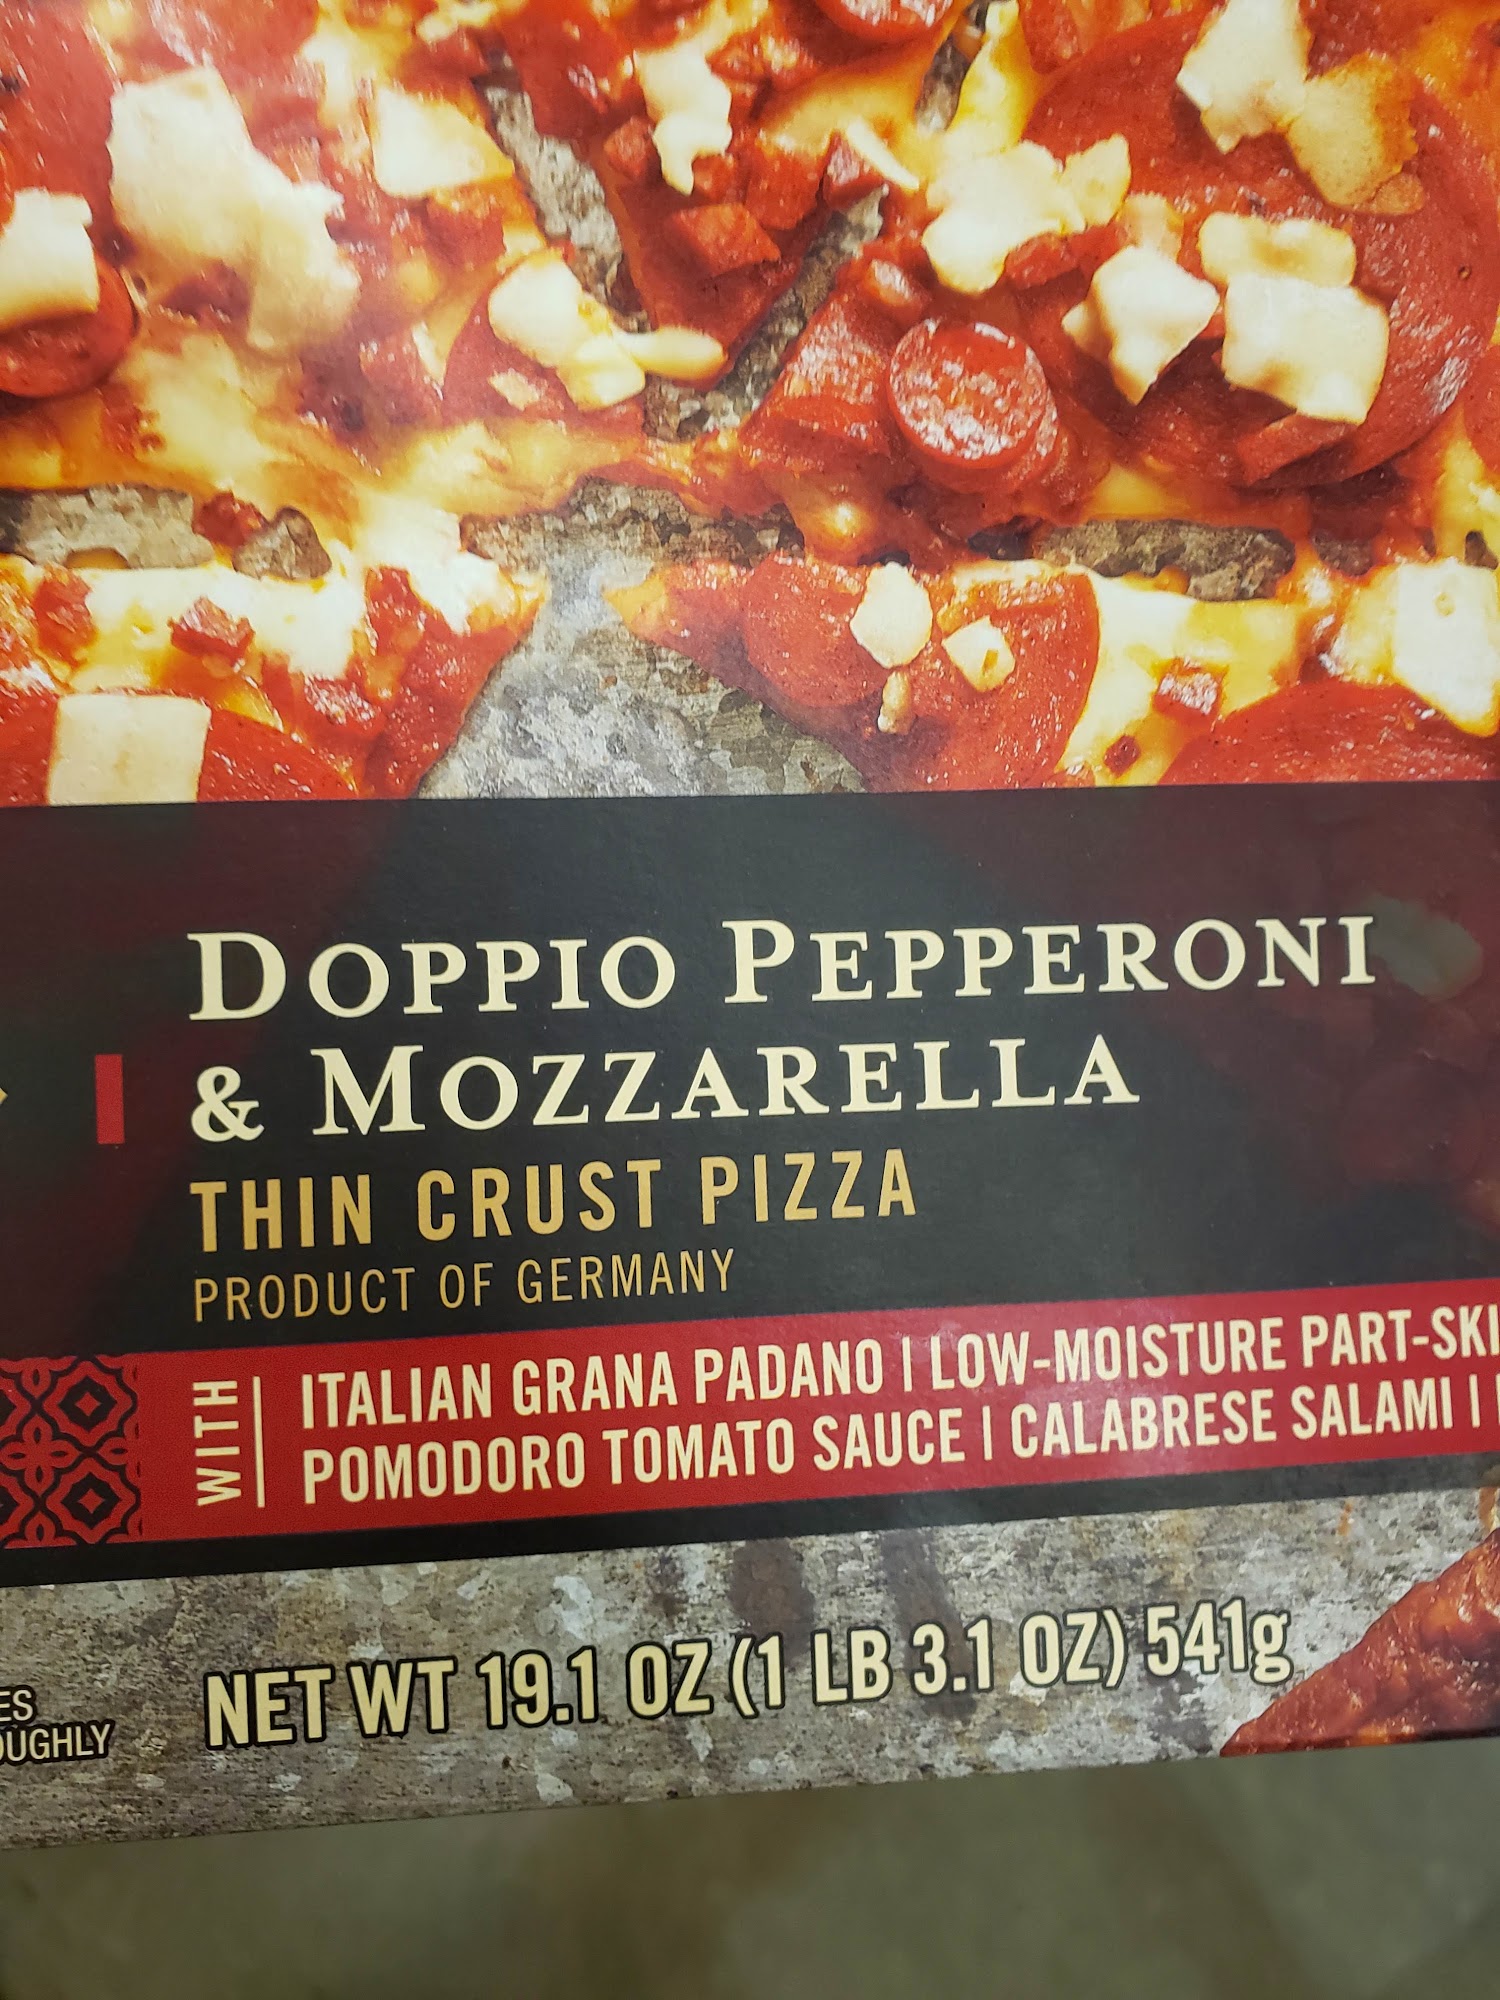 DOPPIO PEPPERONI
& MOZZARELLA
THIN CRUST PIZZA
PRODUCT OF GERMANY
WITH
ITALIAN GRANA PADANO | LOW-MOISTURE PART-SKI
POMODORO TOMATO SAUCE | CALABRESE SALAMI |
NET WT 19.1 OZ (1 LB 3.1 OZ) 541g
ES
OUGHLY